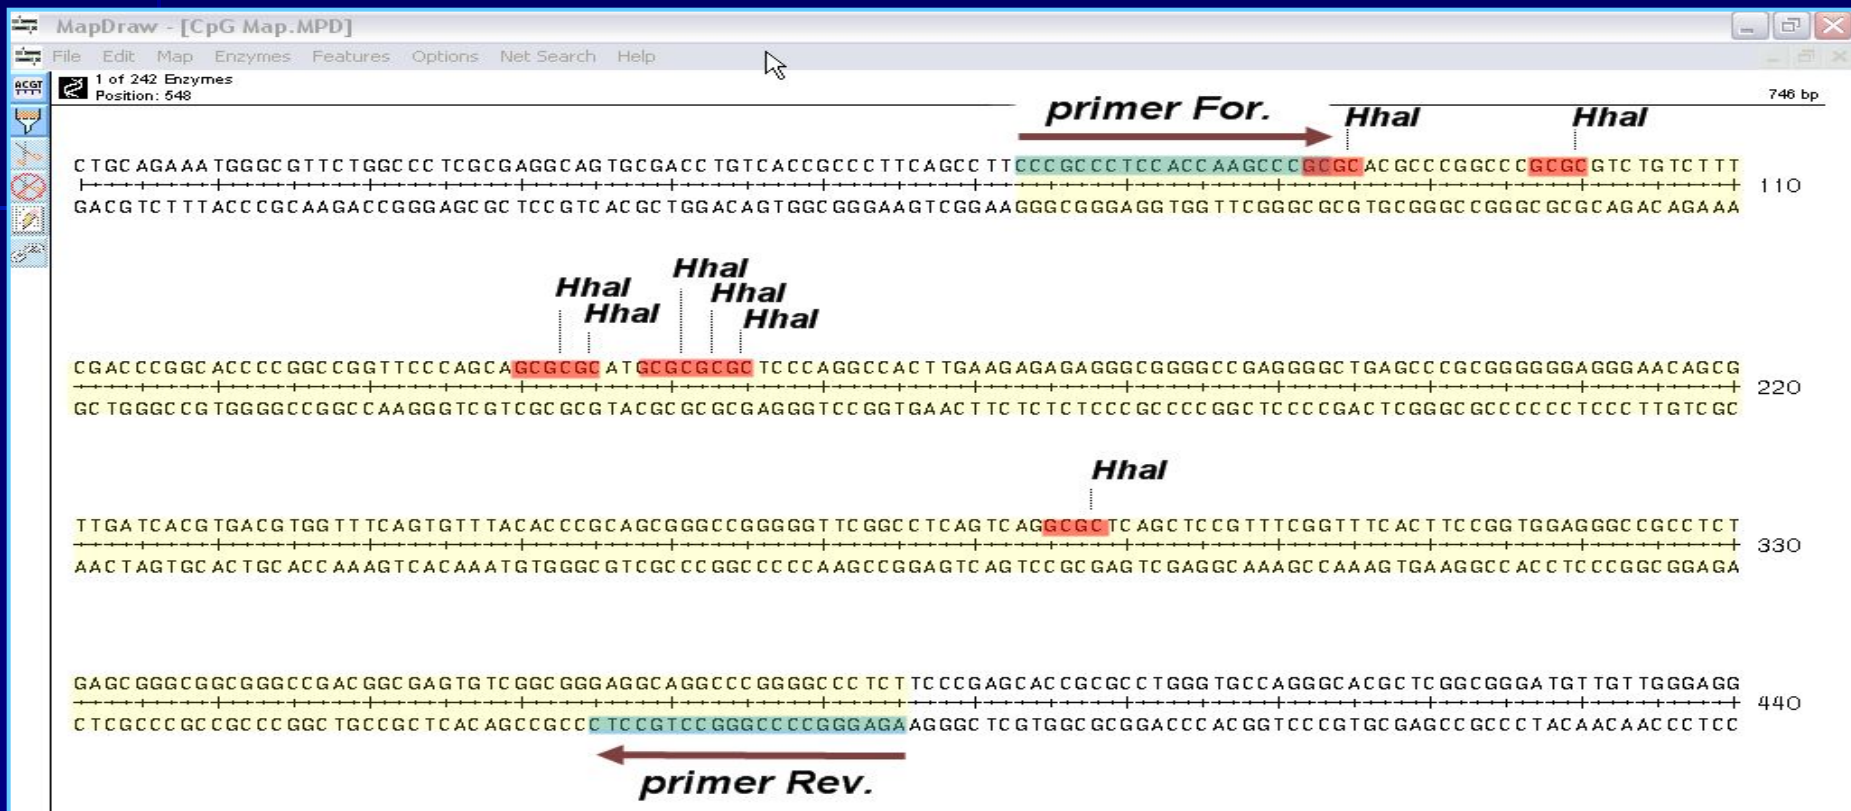 MapDraw - [CpG Map.MPD]
File Edit Map Enzymes Features Options Net Search Help
ACGT
1 of 242 Enzymes
Position: 548
746 bp
primer For.
HhaI HhaI
CTGCAGAAATGGGCGTTCTGGCCCTCGCGAGGCAGTGCGACCTGTCACCGCCCTTCAGCCTTCCCGCCCTCCACCAAGCCCGCGCACGCCCGGCCCGCGCGTCTGTCTTT
110
GACGTCTTTACCCGCAAGACCGGGAGCGCTCCGTCACGCTGGACAGTGGCGGGAAGTCGGAAGGGCGGGAGGTGGTTCGGGCGCGTGCGGGCCGGGCGCGCAGACAGAAA
HhaI
HhaI
HhaI
HhaI
HhaI
CGACCCGGCACCCCGGCCGGTTCCCAGCAGCGCGCATGCGCGCGCTCCCAGGCCACTTGAAGAGAGAGGGCGGGGCCGAGGGGCTGAGCCCGCGGGGGGAGGGAACAGCG
220
GCTGGGCCGTGGGGCCGGCCAAGGGTCGTCGCGCGTACGCGCGCGAGGGTCCGGTGAACTTCTCTCTCCCGCCCCGGCTCCCCGACTCGGGCGCCCCCCTCCCTTGTCGC
HhaI
TTGATCACGTGACGTGGTTTCAGTGTTTACACCCGCAGCGGGCCGGGGGTTCGGCCTCAGTCAGGCGCTCAGCTCCGTTTCGGTTTCACTTCCGGTGGAGGGCCGCCTCT
330
AACTAGTGCACTGCACCAAAGTCACAAATGTGGGCGTCGCCCGGCCCCCAAGCCGGAGTCAGTCCGCGAGTCGAGGCAAAGCCAAAGTGAAGGCCACCTCCCGGCGGAGA
GAGCGGGCGGCGGGCCGACGGCGAGTGTCGGCGGGAGGCAGGCCCGGGGCCCTCTTCCCGAGCACCGCGCCTGGGTGCCAGGGCACGCTCGGCGGGATGTTGTTGGGAGG
440
CTCGCCCGCCGCCCGGCTGCCGCTCACAGCCGCCCTCCGTCCGGGCCCCGGGAGAAGGGCTCGTGGCGCGGACCCACGGTCCCGTGCGAGCCGCCCTACAACAACCCTCC
primer Rev.